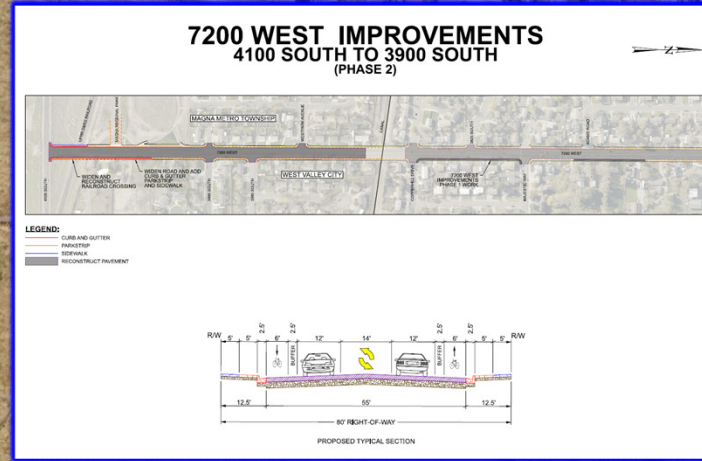 7200 WEST IMPROVEMENTS
4100 SOUTH TO 3900 SOUTH
(PHASE 2)
MAGNA METRO TOWNSHIP
WEST VALLEY CITY
7200 WEST
7200 WEST
WIDEN AND
RECONSTRUCT
RAILROAD CROSSING
WIDEN ROAD AND ADD
CURB & GUTTER
PARKSTRIP
AND SIDEWALK
7200 WEST
IMPROVEMENTS
PHASE 1 WORK
CANAL
LEGEND:
CURB AND GUTTER
PARKSTRIP
SIDEWALK
RECONSTRUCT PAVEMENT
R/W
5'
5'
2.5'
6'
2.5'
BUFFER
12'
14'
12'
2.5'
BUFFER
6'
2.5'
5'
5'
R/W
12.5'
55'
12.5'
80' RIGHT-OF-WAY
PROPOSED TYPICAL SECTION